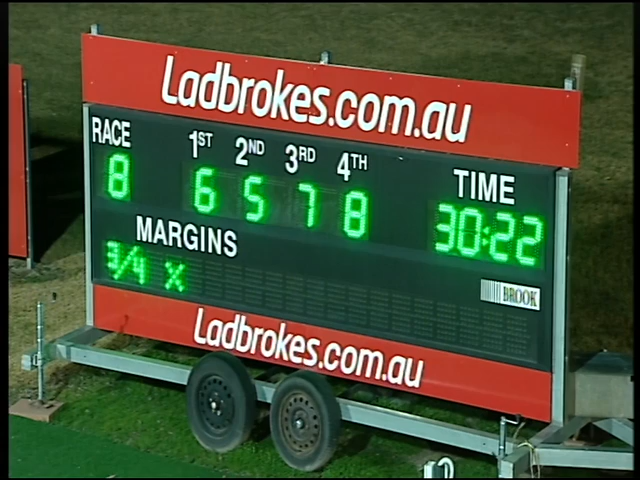 Ladbrokes.com.au
RACE 1ST 2ND 3RD 4TH TIME
8 6 5 7 8 30:22
MARGINS
3/4 X
BROOK
Ladbrokes.com.au